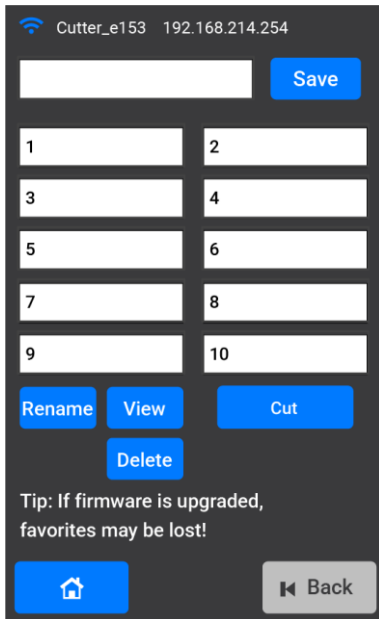 Cutter_e153 192.168.214.254
Save
1 2
3 4
5 6
7 8
9 10
Rename View Cut
Delete
Tip: If firmware is upgraded,
favorites may be lost!
Back